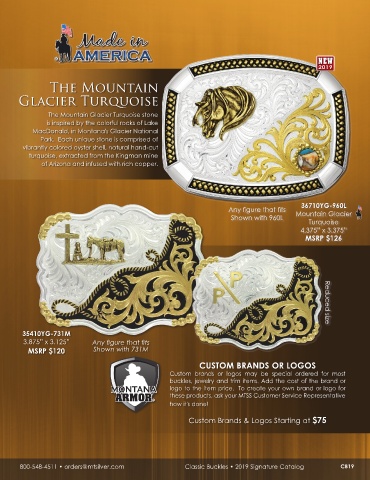 Made in
AMERICA
NEW
2019
The Mountain
Glacier Turquoise
The Mountain Glacier Turquoise stone
is inspired by the colorful rocks of Lake
MacDonald, in Montana's Glacier National
Park. Each unique stone is comprised of
vibrantly colored oyster shell, natural hand-cut
turquoise, extracted from the Kingman mine
of Arizona and infused with rich copper.
Any figure that fits
Shown with 960L
36710YG-960L
Mountain Glacier
Turquoise
4.375" x 3.375"
MSRP $126
P P
Reduced size
35410YG-731M
3.875" x 3.125"
MSRP $120
Any figure that fits
Shown with 731M
MONTANA
ARMOR
CUSTOM BRANDS OR LOGOS
Custom brands or logos may be special ordered for most
buckles, jewelry and trim items. Add the cost of the brand or
logo to the item price. To create your own brand or logo for
these products, ask your MTSS Customer Service Representative
how it's done!
Custom Brands & Logos Starting at $75
800-548-4511 • orders@mtsilver.com
Classic Buckles • 2019 Signature Catalog
CB19